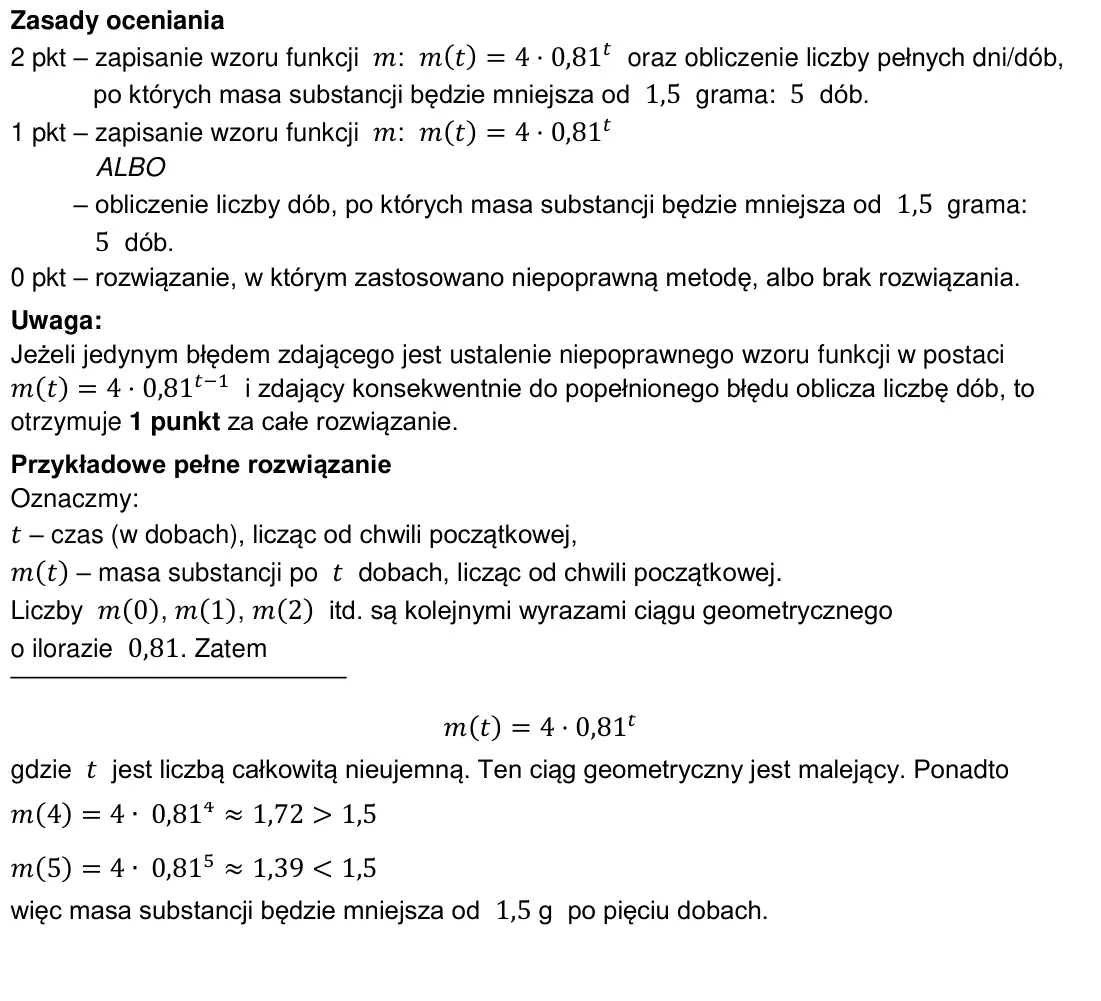 Zasady oceniania
2 pkt – zapisanie wzoru funkcji m: m(t) = 4 · 0,81^t oraz obliczenie liczby pełnych dni/dób,
po których masa substancji będzie mniejsza od 1,5 grama: 5 dób.
1 pkt – zapisanie wzoru funkcji m: m(t) = 4 · 0,81^t
ALBO
– obliczenie liczby dób, po których masa substancji będzie mniejsza od 1,5 grama:
5 dób.
0 pkt – rozwiązanie, w którym zastosowano niepoprawną metodę, albo brak rozwiązania.
Uwaga:
Jeżeli jedynym błędem zdającego jest ustalenie niepoprawnego wzoru funkcji w postaci
m(t) = 4 · 0,81^{t−1} i zdający konsekwentnie do popełnionego błędu oblicza liczbę dób, to
otrzymuje 1 punkt za całe rozwiązanie.
Przykładowe pełne rozwiązanie
Oznaczmy:
t – czas (w dobach), licząc od chwili początkowej,
m(t) – masa substancji po t dobach, licząc od chwili początkowej.
Liczby m(0), m(1), m(2) itd. są kolejnymi wyrazami ciągu geometrycznego
o ilorazie 0,81. Zatem
m(t) = 4 · 0,81^t
gdzie t jest liczbą całkowitą nieujemną. Ten ciąg geometryczny jest malejący. Ponadto
m(4) = 4 · 0,81^4 ≈ 1,72 > 1,5
m(5) = 4 · 0,81^5 ≈ 1,39 < 1,5
więc masa substancji będzie mniejsza od 1,5 g po pięciu dobach.